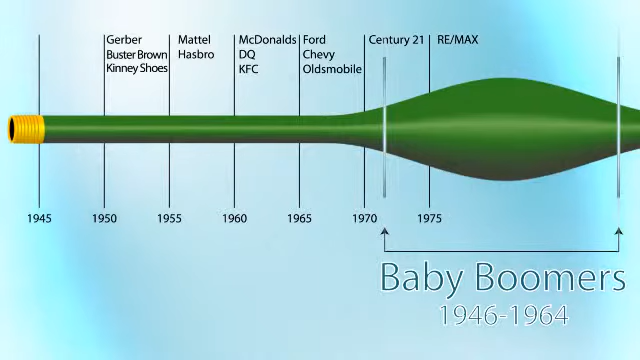 Gerber
Buster Brown
Kinney Shoes
Mattel
Hasbro
McDonalds
DQ
KFC
Ford
Chevy
Oldsmobile
Century 21
RE/MAX
1945
1950
1955
1960
1965
1970
1975
Baby Boomers
1946-1964